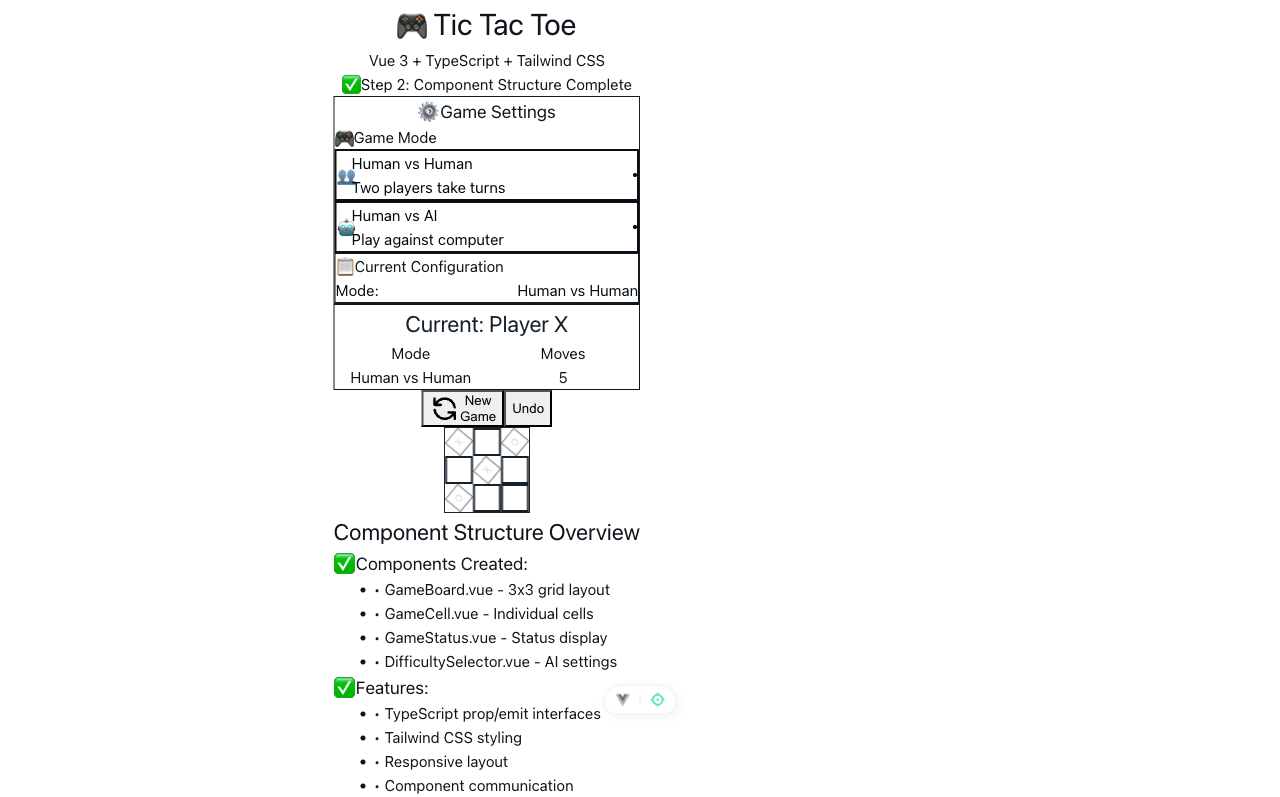 🎮 Tic Tac Toe
Vue 3 + TypeScript + Tailwind CSS
✅Step 2: Component Structure Complete
⚙️Game Settings
🎮Game Mode
Human vs Human
👥
Two players take turns
Human vs AI
🤖
Play against computer
📋Current Configuration
Mode: Human vs Human
Current: Player X
Mode Moves
Human vs Human 5
New
Game
Undo
Component Structure Overview
✅Components Created:
• • GameBoard.vue - 3x3 grid layout
• • GameCell.vue - Individual cells
• • GameStatus.vue - Status display
• • DifficultySelector.vue - AI settings
✅Features:
• • TypeScript prop/emit interfaces
• • Tailwind CSS styling
• • Responsive layout
• • Component communication